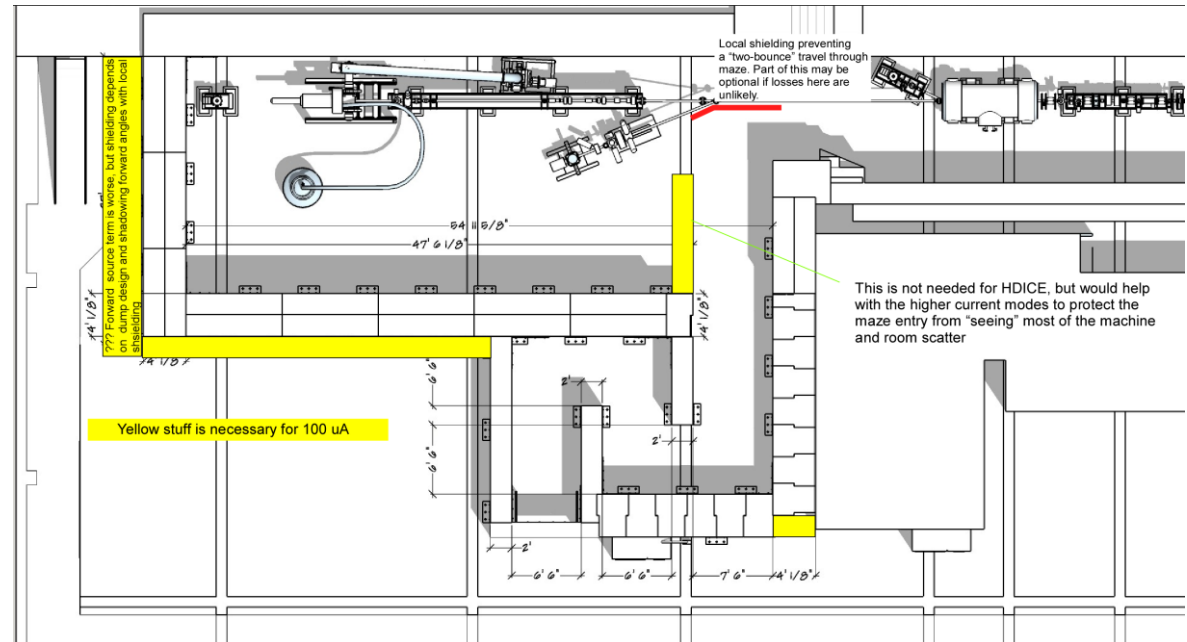 Local shielding preventing
a “two-bounce” travel through
maze. Part of this may be
optional if losses here are
unlikely.
??? Forward source term is worse, but shielding depends
on dump design and shadowing forward angles with local
shsielding
54 11 5/8"
47' 6 1/8"
4' 1/8"
4' 1/8"
4 1/8"
This is not needed for HDICE, but would help
with the higher current modes to protect the
maze entry from “seeing” most of the machine
and room scatter
6' 6"
2'
Yellow stuff is necessary for 100 uA
6' 6"
2'
2'
6' 6"
6' 6"
7' 6"
4' 1/8"